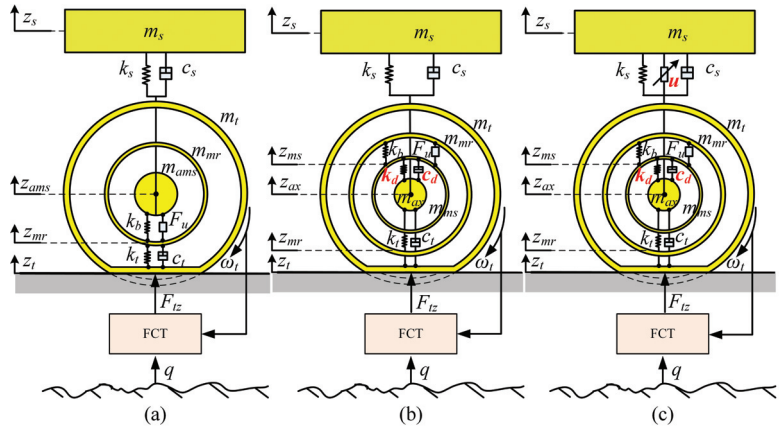 z_s
m_s
k_s
c_s
m_t
m_mr
m_ams
z_ams
k_b
F_u
z_mr
k_t
c_t
z_t
ω_t
F_tz
FCT
q
(a)
z_s
m_s
k_s
c_s
m_t
m_mr
k_b
F_u
z_ms
k_d
c_d
z_ax
m_ax
m_ms
z_mr
k_t
c_t
z_t
ω_t
F_tz
FCT
q
(b)
z_s
m_s
k_s
u
c_s
m_t
m_mr
k_b
F_u
z_ms
k_d
c_d
z_ax
m_ax
m_ms
z_mr
k_t
c_t
z_t
ω_t
F_tz
FCT
q
(c)